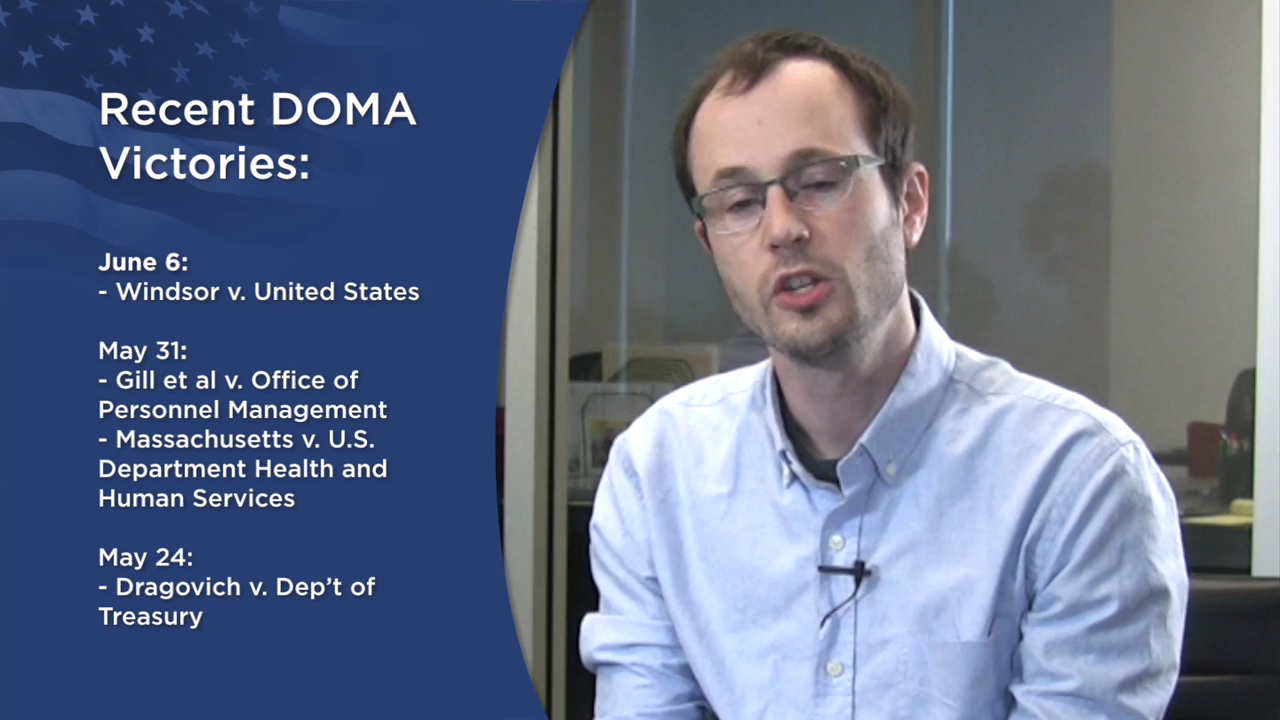 Recent DOMA
Victories:
June 6:
- Windsor v. United States
May 31:
- Gill et al v. Office of
Personnel Management
- Massachusetts v. U.S.
Department Health and
Human Services
May 24:
- Dragovich v. Dep’t of
Treasury